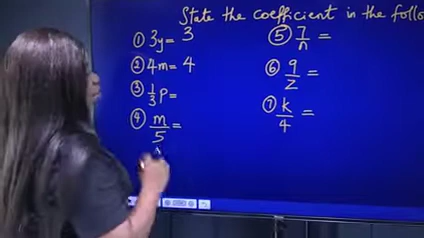 State the coefficient in the follo
① 3y = 3
② 4m = 4
③ 1/3 p =
④ m/5 =
⑤ 7/n =
⑥ 9/z =
⑦ k/4 =